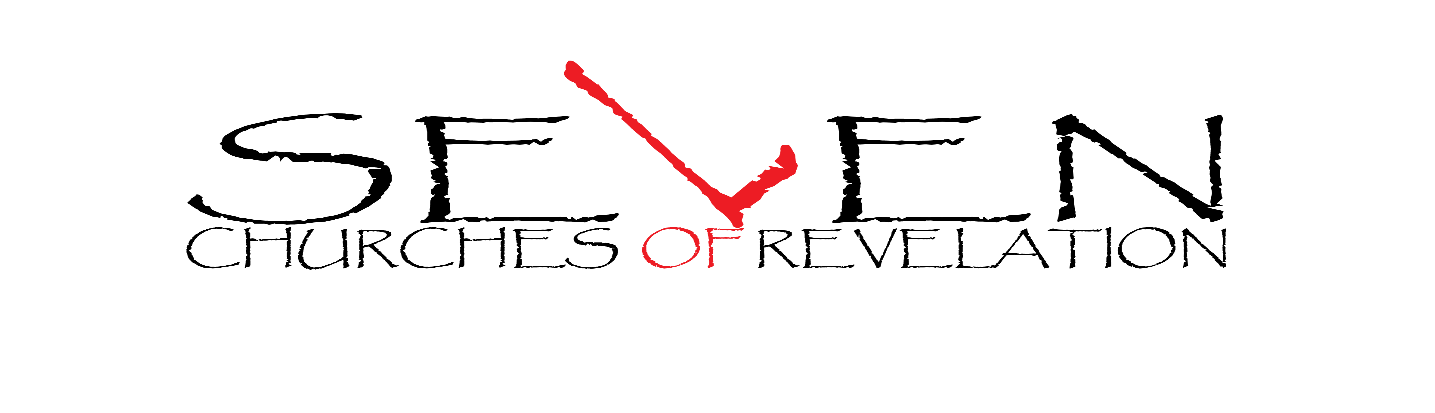 SEVEN
CHURCHES OF REVELATION